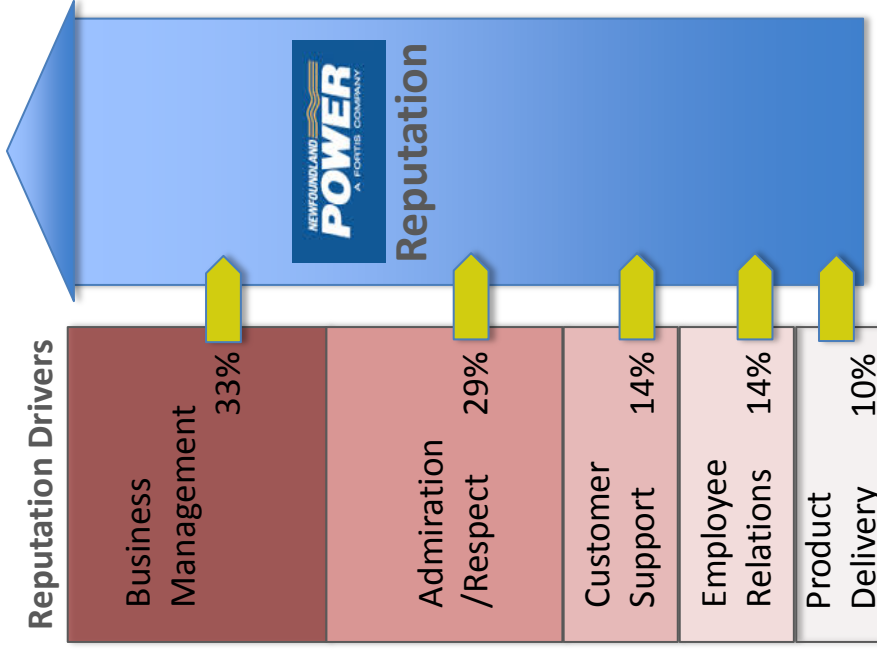 Reputation Drivers
Business
Management
33%
Admiration
/Respect 29%
Customer
Support 14%
Employee
Relations 14%
Product
Delivery 10%
NEWFOUNDLAND
POWER
A FORTIS COMPANY
Reputation